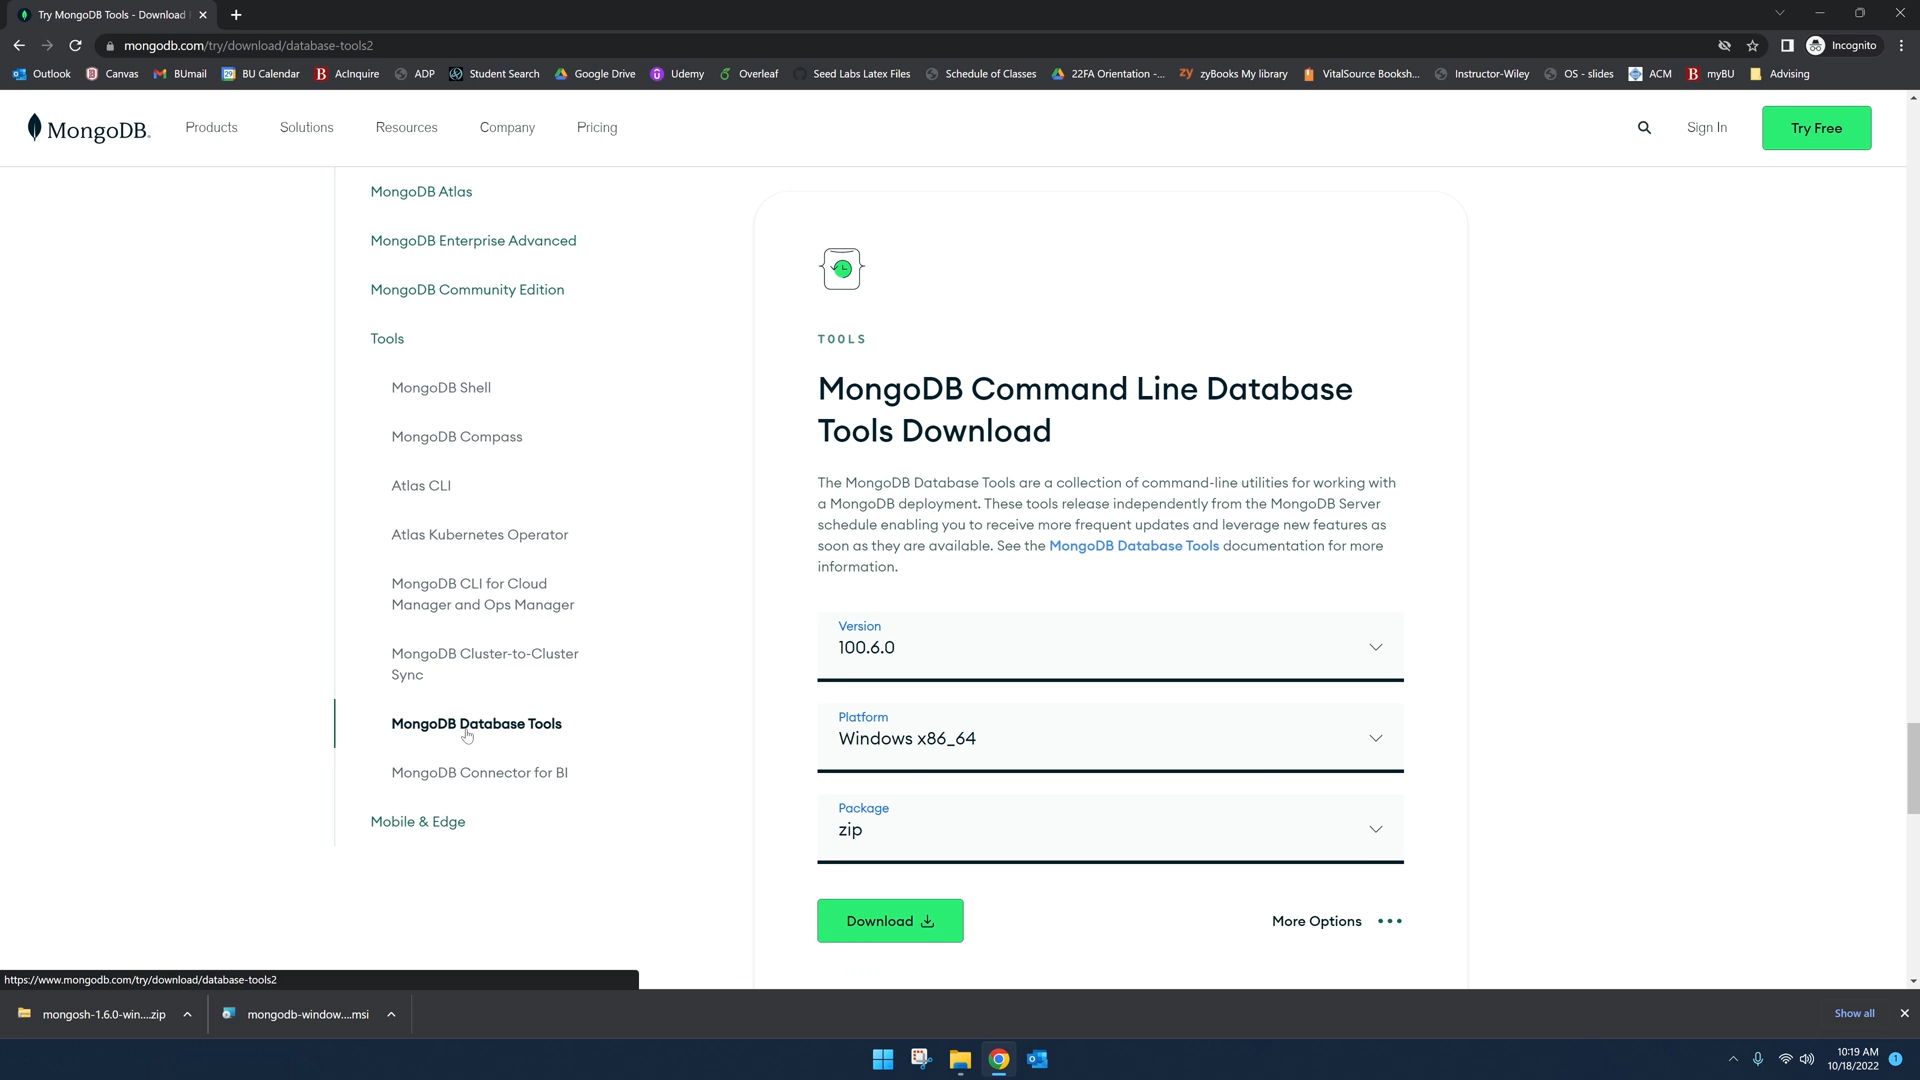 Try MongoDB Tools - Download
mongodb.com/try/download/database-tools2
Incognito
Outlook
Canvas
BUmail
BU Calendar
AcInquire
ADP
Student Search
Google Drive
Udemy
Overleaf
Seed Labs Latex Files
Schedule of Classes
22FA Orientation -...
zyBooks My library
VitalSource Booksh...
Instructor-Wiley
OS - slides
ACM
myBU
Advising
MongoDB.
Products
Solutions
Resources
Company
Pricing
Sign In
Try Free
MongoDB Atlas
MongoDB Enterprise Advanced
MongoDB Community Edition
Tools
MongoDB Shell
MongoDB Compass
Atlas CLI
Atlas Kubernetes Operator
MongoDB CLI for Cloud
Manager and Ops Manager
MongoDB Cluster-to-Cluster
Sync
MongoDB Database Tools
MongoDB Connector for BI
Mobile & Edge
TOOLS
MongoDB Command Line Database
Tools Download
The MongoDB Database Tools are a collection of command-line utilities for working with
a MongoDB deployment. These tools release independently from the MongoDB Server
schedule enabling you to receive more frequent updates and leverage new features as
soon as they are available. See the MongoDB Database Tools documentation for more
information.
Version
100.6.0
Platform
Windows x86_64
Package
zip
Download
More Options
https://www.mongodb.com/try/download/database-tools2
mongosh-1.6.0-win....zip
mongodb-window....msi
Show all
10:19 AM
10/18/2022
1